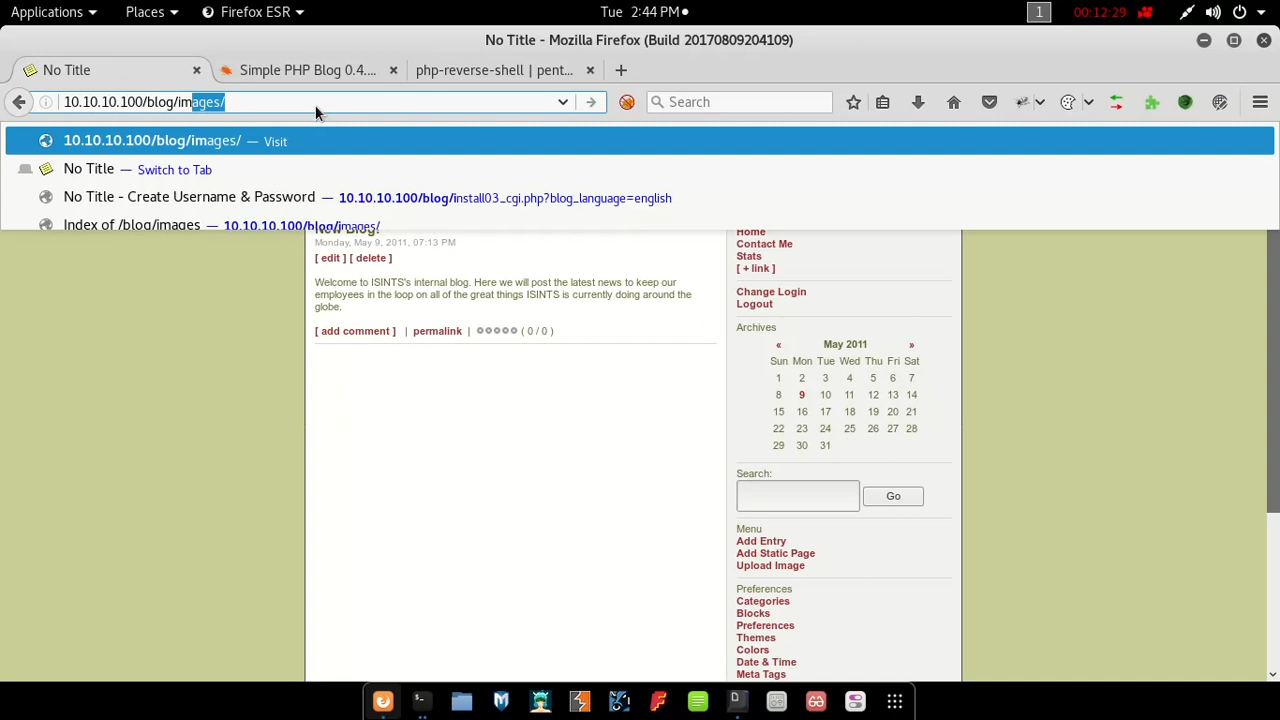 Applications Places Firefox ESR Tue 2:44 PM 1 00:12:29
No Title - Mozilla Firefox (Build 20170809204109)
No Title Simple PHP Blog 0.4.... php-reverse-shell | pent...
10.10.10.100/blog/images/ Search
10.10.10.100/blog/images/ — Visit
No Title — Switch to Tab
No Title - Create Username & Password — 10.10.10.100/blog/install03_cgi.php?blog_language=english
Index of /blog/images — 10.10.10.100/blog/images/
New Blog!
Monday, May 9, 2011, 07:13 PM
[ edit ] [ delete ]
Welcome to ISINTS's internal blog. Here we will post the latest news to keep our
employees in the loop on all of the great things ISINTS is currently doing around the
globe.
[ add comment ] | permalink | ( 0 / 0 )
Home
Contact Me
Stats
[ + link ]
Change Login
Logout
Archives
« May 2011 »
Sun Mon Tue Wed Thu Fri Sat
1 2 3 4 5 6 7
8 9 10 11 12 13 14
15 16 17 18 19 20 21
22 23 24 25 26 27 28
29 30 31
Search:
Go
Menu
Add Entry
Add Static Page
Upload Image
Preferences
Categories
Blocks
Preferences
Themes
Colors
Date & Time
Meta Tags